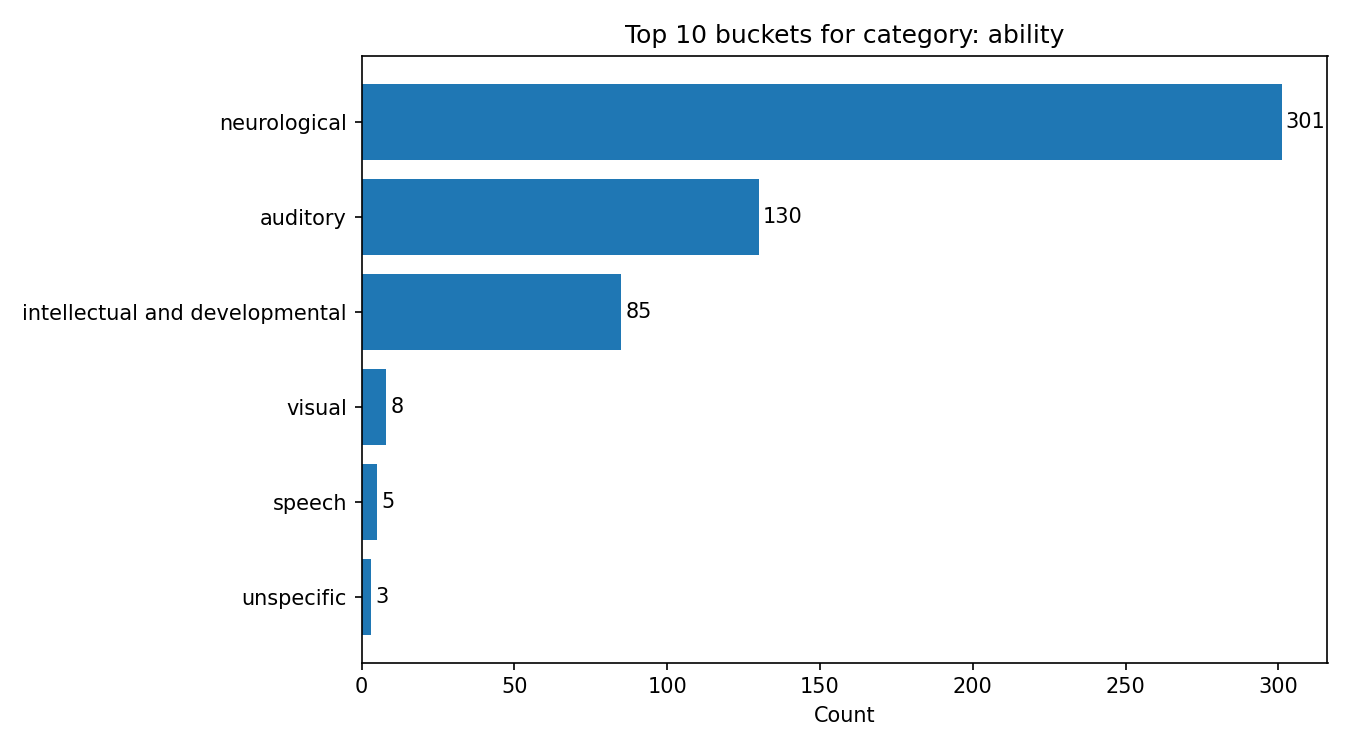 Top 10 buckets for category: ability
neurological 301
auditory 130
intellectual and developmental 85
visual 8
speech 5
unspecific 3
0 50 100 150 200 250 300
Count